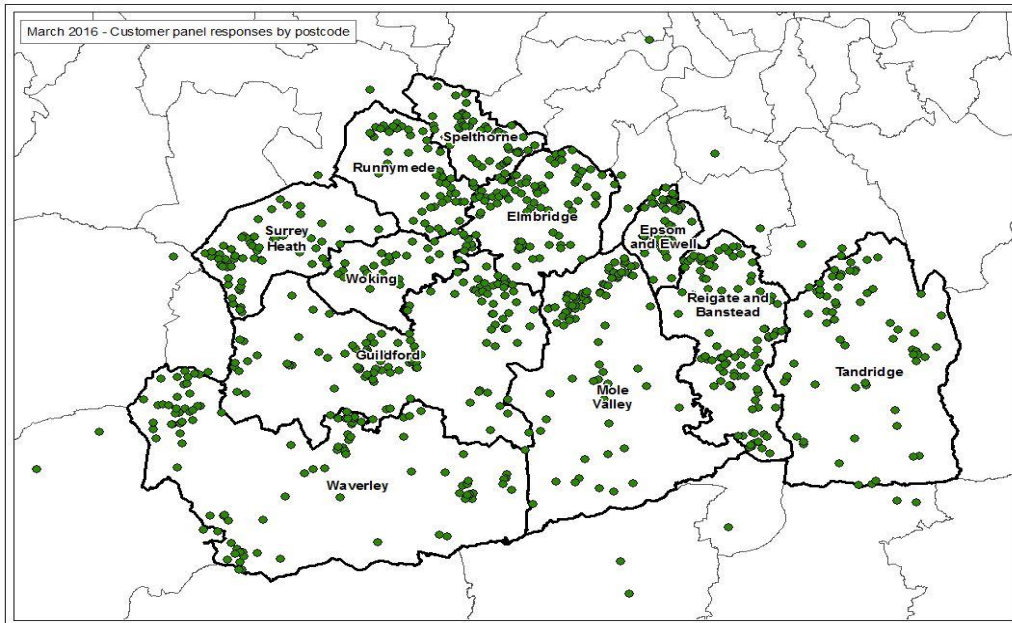 March 2016 - Customer panel responses by postcode
Spelthorne
Runnymede
Elmbridge
Surrey
Heath
Epsom
and Ewell
Woking
Reigate and
Banstead
Guildford
Mole
Valley
Tandridge
Waverley